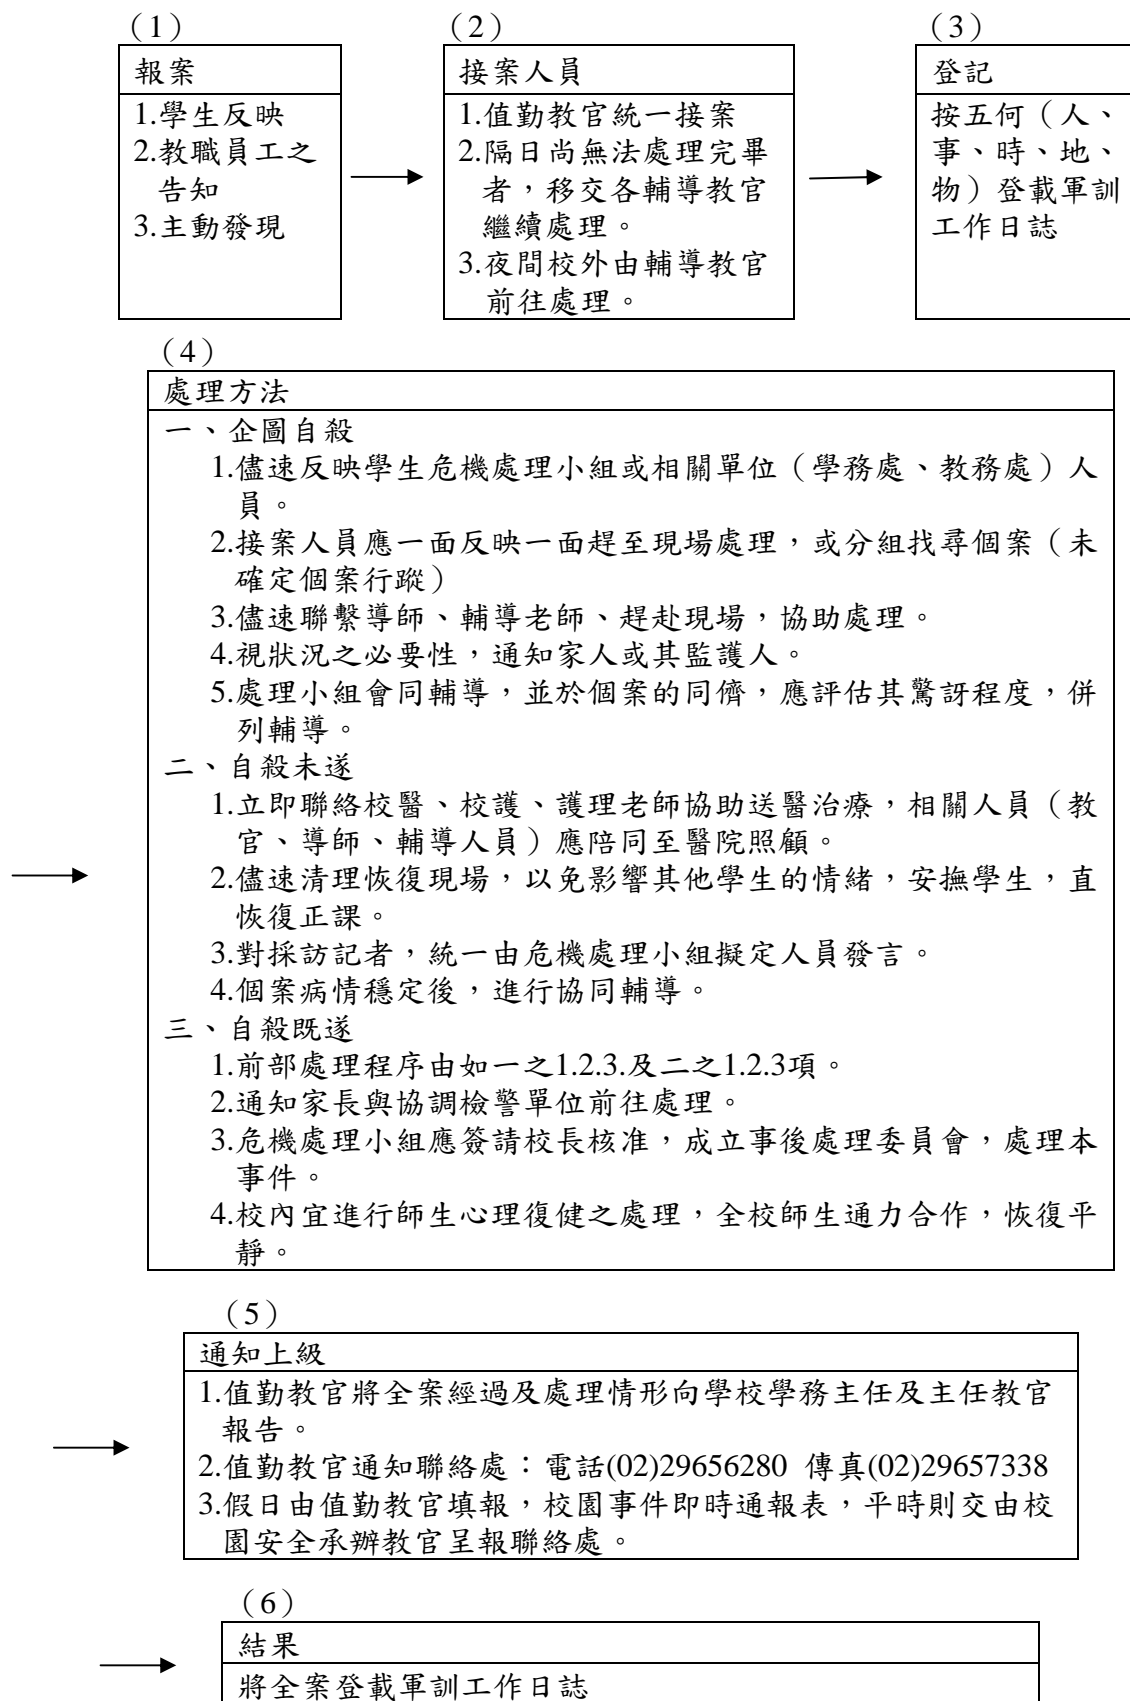 （1）
報案
1.學生反映
2.教職員工之
告知
3.主動發現
（2）
接案人員
1.值勤教官統一接案
2.隔日尚無法處理完畢
者，移交各輔導教官
繼續處理。
3.夜間校外由輔導教官
前往處理。
（3）
登記
按五何（人、
事、時、地、
物）登載軍訓
工作日誌
（4）
處理方法
一、企圖自殺
1.儘速反映學生危機處理小組或相關單位（學務處、教務處）人
員。
2.接案人員應一面反映一面趕至現場處理，或分組找尋個案（未
確定個案行蹤）
3.儘速聯繫導師、輔導老師、趕赴現場，協助處理。
4.視狀況之必要性，通知家人或其監護人。
5.處理小組會同輔導，並於個案的同儕，應評估其驚訝程度，併
列輔導。
二、自殺未遂
1.立即聯絡校醫、校護、護理老師協助送醫治療，相關人員（教
官、導師、輔導人員）應陪同至醫院照顧。
2.儘速清理恢復現場，以免影響其他學生的情緒，安撫學生，直
恢復正課。
3.對採訪記者，統一由危機處理小組擬定人員發言。
4.個案病情穩定後，進行協同輔導。
三、自殺既遂
1.前部處理程序由如一之1.2.3.及二之1.2.3項。
2.通知家長與協調檢警單位前往處理。
3.危機處理小組應簽請校長核准，成立事後處理委員會，處理本
事件。
4.校內宜進行師生心理復健之處理，全校師生通力合作，恢復平
靜。
（5）
通知上級
1.值勤教官將全案經過及處理情形向學校學務主任及主任教官
報告。
2.值勤教官通知聯絡處：電話(02)29656280 傳真(02)29657338
3.假日由值勤教官填報，校園事件即時通報表，平時則交由校
園安全承辦教官呈報聯絡處。
（6）
結果
將全案登載軍訓工作日誌